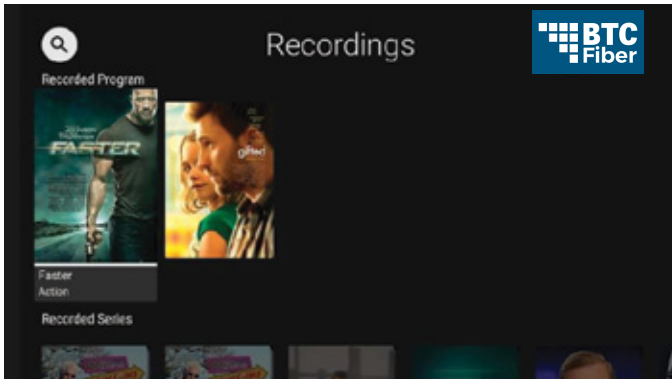 Recordings
BTC
Fiber
Recorded Program
FASTER
gifted
Faster
Action
Recorded Series